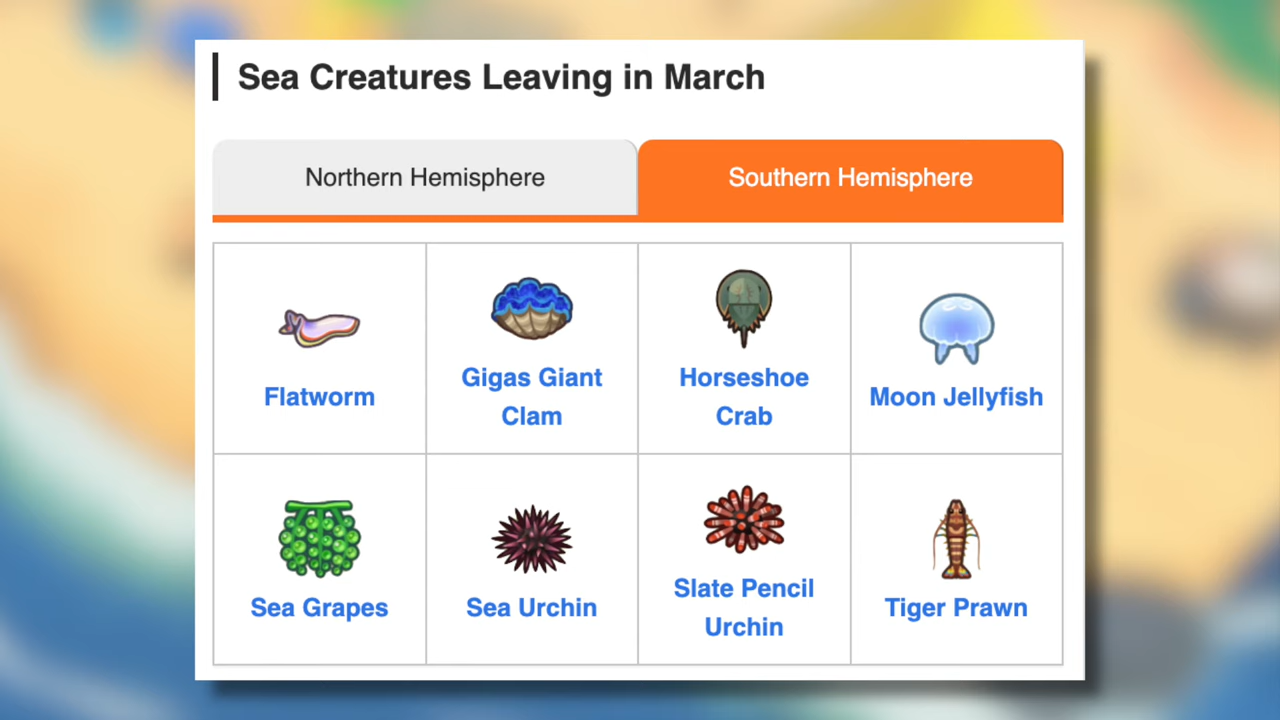 Sea Creatures Leaving in March
Northern Hemisphere
Southern Hemisphere
Flatworm
Gigas Giant
Clam
Horseshoe
Crab
Moon Jellyfish
Sea Grapes
Sea Urchin
Slate Pencil
Urchin
Tiger Prawn